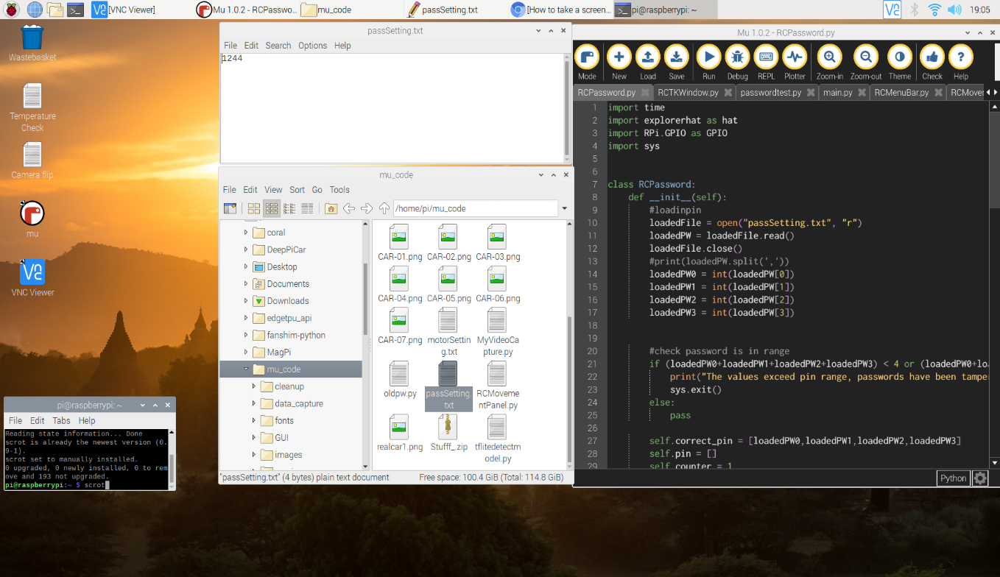 [VNC Viewer]
Mu 1.0.2 - RCPasswo...
mu_code
passSetting.txt
[How to take a screen...
pi@raspberrypi: ~
19:05
Wastebasket
Temperature
Check
Camera flip
mu
VNC Viewer
passSetting.txt
File Edit Search Options Help
1244
mu_code
File Edit View Sort Go Tools
/home/pi/mu_code
coral
DeepPiCar
Desktop
Documents
Downloads
edgetpu_api
fanshim-python
MagPi
mu_code
cleanup
data_capture
fonts
GUI
images
CAR-01.png CAR-02.png CAR-03.png
CAR-04.png CAR-05.png CAR-06.png
CAR-07.png motorSettin
g.txt MyVideoCa
pture.py
oldpw.py passSetting.
txt RCMoveme
ntPanel.py
realcar1.png Stufff_.zip tflitedetectm
odel.py
"passSetting.txt" (4 bytes) plain text document Free space: 100.4 GiB (Total: 114.8 GiB)
pi@raspberrypi: ~
File Edit Tabs Help
Reading state information... Done
scrot is already the newest version (0.
9-1).
scrot set to manually installed.
0 upgraded, 0 newly installed, 0 to rem
ove and 193 not upgraded.
pi@raspberrypi:~ $ scrot
Mu 1.0.2 - RCPassword.py
Mode New Load Save Run Debug REPL Plotter Zoom-in Zoom-out Theme Check Help
RCPassword.py RCTKWindow.py passwordtest.py main.py RCMenuBar.py RCMove
1 import time
2 import explorerhat as hat
3 import RPi.GPIO as GPIO
4 import sys
5
6
7 class RCPassword:
8 def __init__(self):
9 #loadinpin
10 loadedFile = open("passSetting.txt", "r")
11 loadedPW = loadedFile.read()
12 loadedFile.close()
13 #print(loadedPW.split(','))
14 loadedPW0 = int(loadedPW[0])
15 loadedPW1 = int(loadedPW[1])
16 loadedPW2 = int(loadedPW[2])
17 loadedPW3 = int(loadedPW[3])
18
19
20 #check password is in range
21 if (loadedPW0+loadedPW1+loadedPW2+loadedPW3) < 4 or (loadedPW0+lo
22 print("The values exceed pin range, passwords have been tampe
23 sys.exit()
24 else:
25 pass
26
27 self.correct_pin = [loadedPW0,loadedPW1,loadedPW2,loadedPW3]
28 self.pin = []
29 self.counter = 1
Python